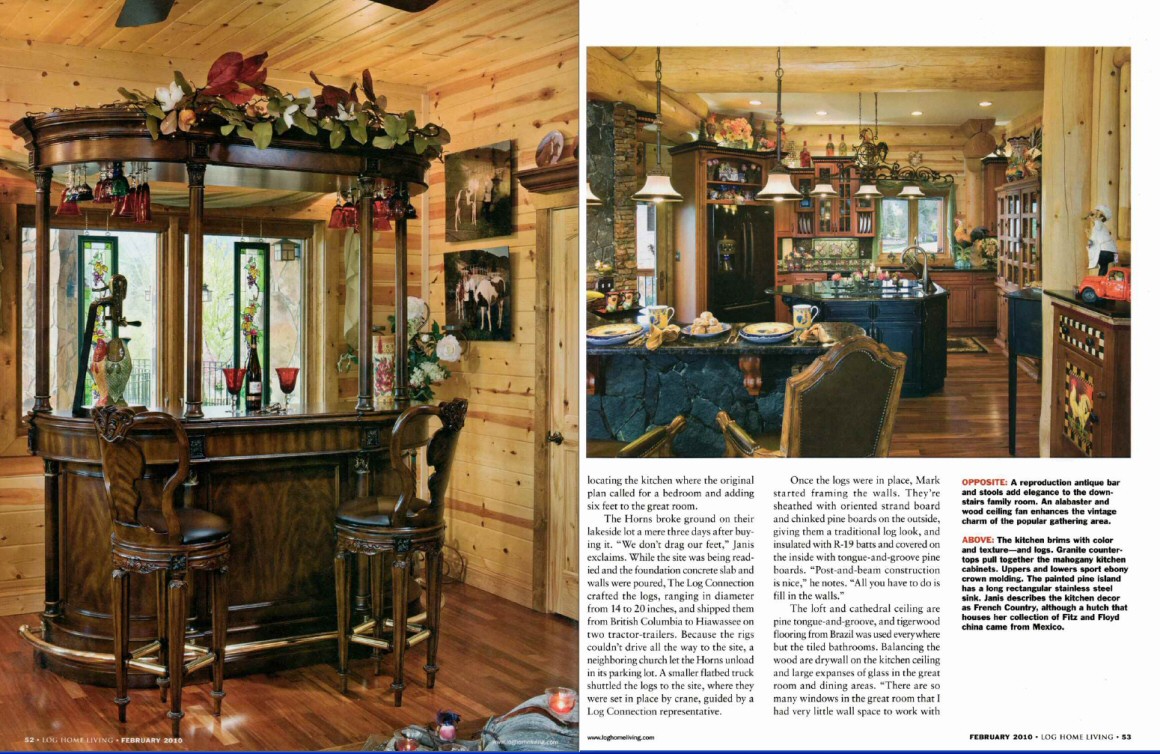 52 • LOG HOME LIVING • FEBRUARY 2010
www.loghomeliving.com
locating the kitchen where the original
plan called for a bedroom and adding
six feet to the great room.
The Horns broke ground on their
lakeside lot a mere three days after buy-
ing it. “We don’t drag our feet,” Janis
exclaims. While the site was being read-
ied and the foundation concrete slab and
walls were poured, The Log Connection
crafted the logs, ranging in diameter
from 14 to 20 inches, and shipped them
from British Columbia to Hiawassee on
two tractor-trailers. Because the rigs
couldn’t drive all the way to the site, a
neighboring church let the Horns unload
in its parking lot. A smaller flatbed truck
shuttled the logs to the site, where they
were set in place by crane, guided by a
Log Connection representative.
Once the logs were in place, Mark
started framing the walls. They’re
sheathed with oriented strand board
and chinked pine boards on the outside,
giving them a traditional log look, and
insulated with R-19 batts and covered on
the inside with tongue-and-groove pine
boards. “Post-and-beam construction
is nice,” he notes. “All you have to do is
fill in the walls.”
The loft and cathedral ceiling are
pine tongue-and-groove, and tigerwood
flooring from Brazil was used everywhere
but the tiled bathrooms. Balancing the
wood are drywall on the kitchen ceiling
and large expanses of glass in the great
room and dining areas. “There are so
many windows in the great room that I
had very little wall space to work with
OPPOSITE: A reproduction antique bar
and stools add elegance to the down-
stairs family room. An alabaster and
wood ceiling fan enhances the vintage
charm of the popular gathering area.
ABOVE: The kitchen brims with color
and texture—and logs. Granite counter-
tops pull together the mahogany kitchen
cabinets. Uppers and lowers sport ebony
crown molding. The painted pine island
has a long rectangular stainless steel
sink. Janis describes the kitchen decor
as French Country, although a hutch that
houses her collection of Fitz and Floyd
china came from Mexico.
www.loghomeliving.com
FEBRUARY 2010 • LOG HOME LIVING • 53